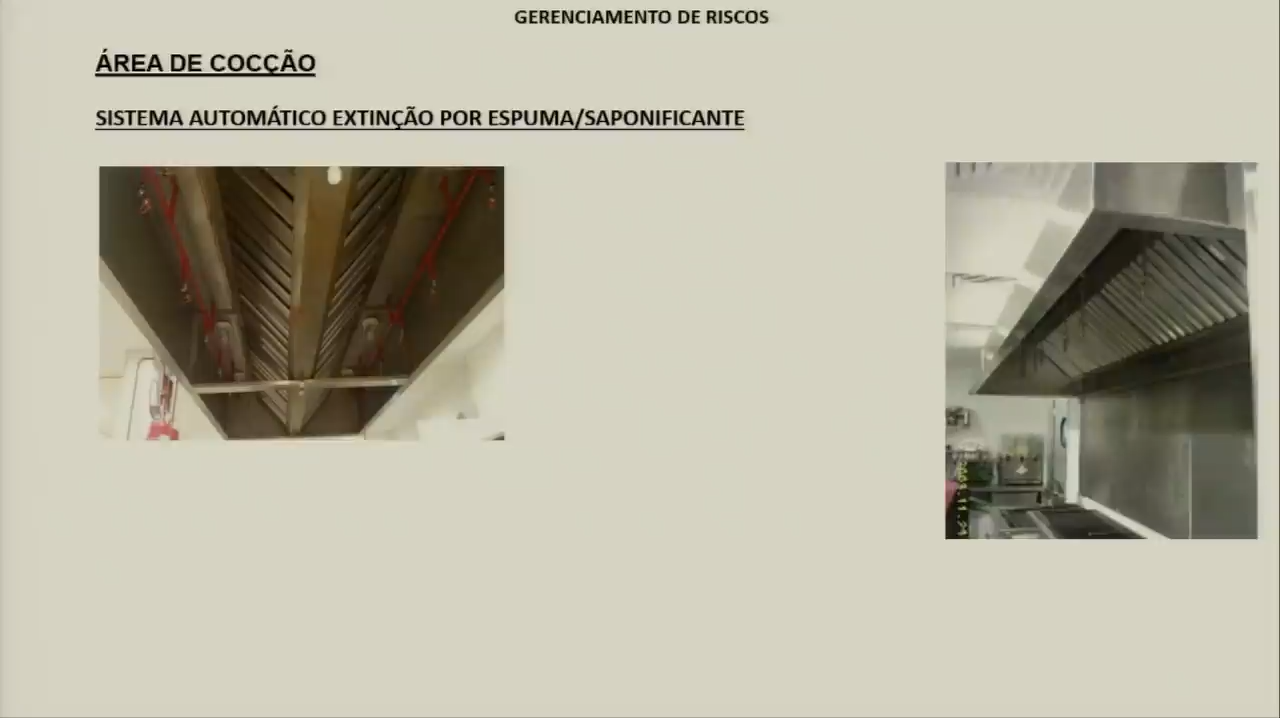 GERENCIAMENTO DE RISCOS
ÁREA DE COCÇÃO
SISTEMA AUTOMÁTICO EXTINÇÃO POR ESPUMA/SAPONIFICANTE